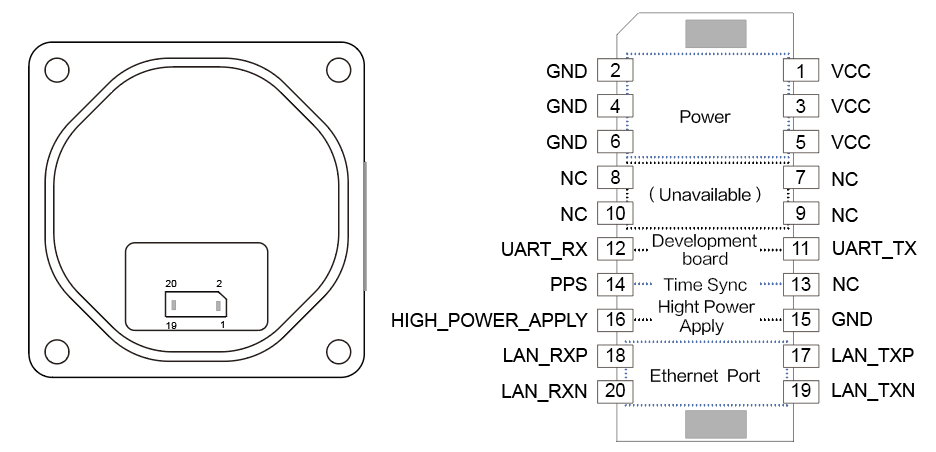 20 2
19 1
GND 2 1 VCC
GND 4 3 VCC
Power
GND 6 5 VCC
NC 8 7 NC
( Unavailable )
NC 10 9 NC
UART_RX 12 Development board 11 UART_TX
PPS 14 Time Sync 13 NC
HIGH_POWER_APPLY 16 Hight Power Apply 15 GND
LAN_RXP 18 17 LAN_TXP
Ethernet Port
LAN_RXN 20 19 LAN_TXN